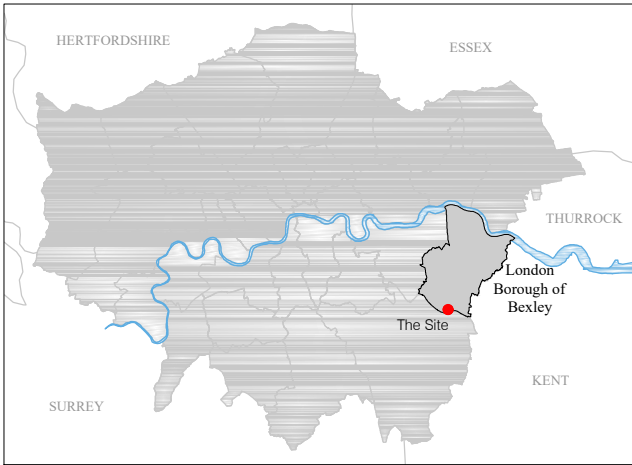 HERTFORDSHIRE
ESSEX
THURROCK
London
Borough of
Bexley
The Site
KENT
SURREY